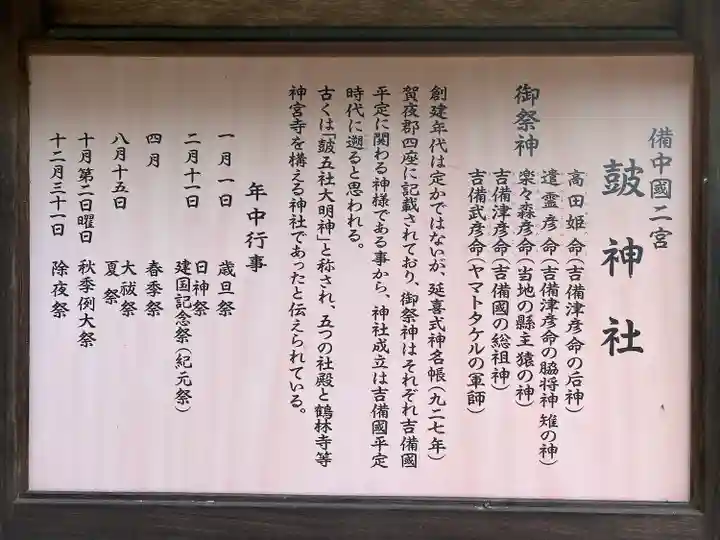 備中國二宮
鼓神社
御祭神
高田姫命(吉備津彦命の后神)
遣霊彦命(吉備津彦命の脇将神 雉の神)
楽々森彦命(当地の縣主 猿の神)
吉備津彦命(吉備國の総祖神)
吉備武彦命(ヤマトタケルの軍師)
創建年代は定かではないが、延喜式神名帳(九二七年)
賀夜郡四座に記載されており、御祭神はそれぞれ吉備國
平定に関わる神様である事から、神社成立は吉備國平定
時代に遡ると思われる。
古くは「皷五社大明神」と称され、五つの社殿と鶴林寺等
神宮寺を構える神社であったと伝えられている。
年中行事
一月一日 歳旦祭
二月十一日 日神祭
建国記念祭(紀元祭)
四月 春季祭
八月十五日 大祓祭
夏祭
十月第二日曜日 秋季例大祭
十二月三十一日 除夜祭